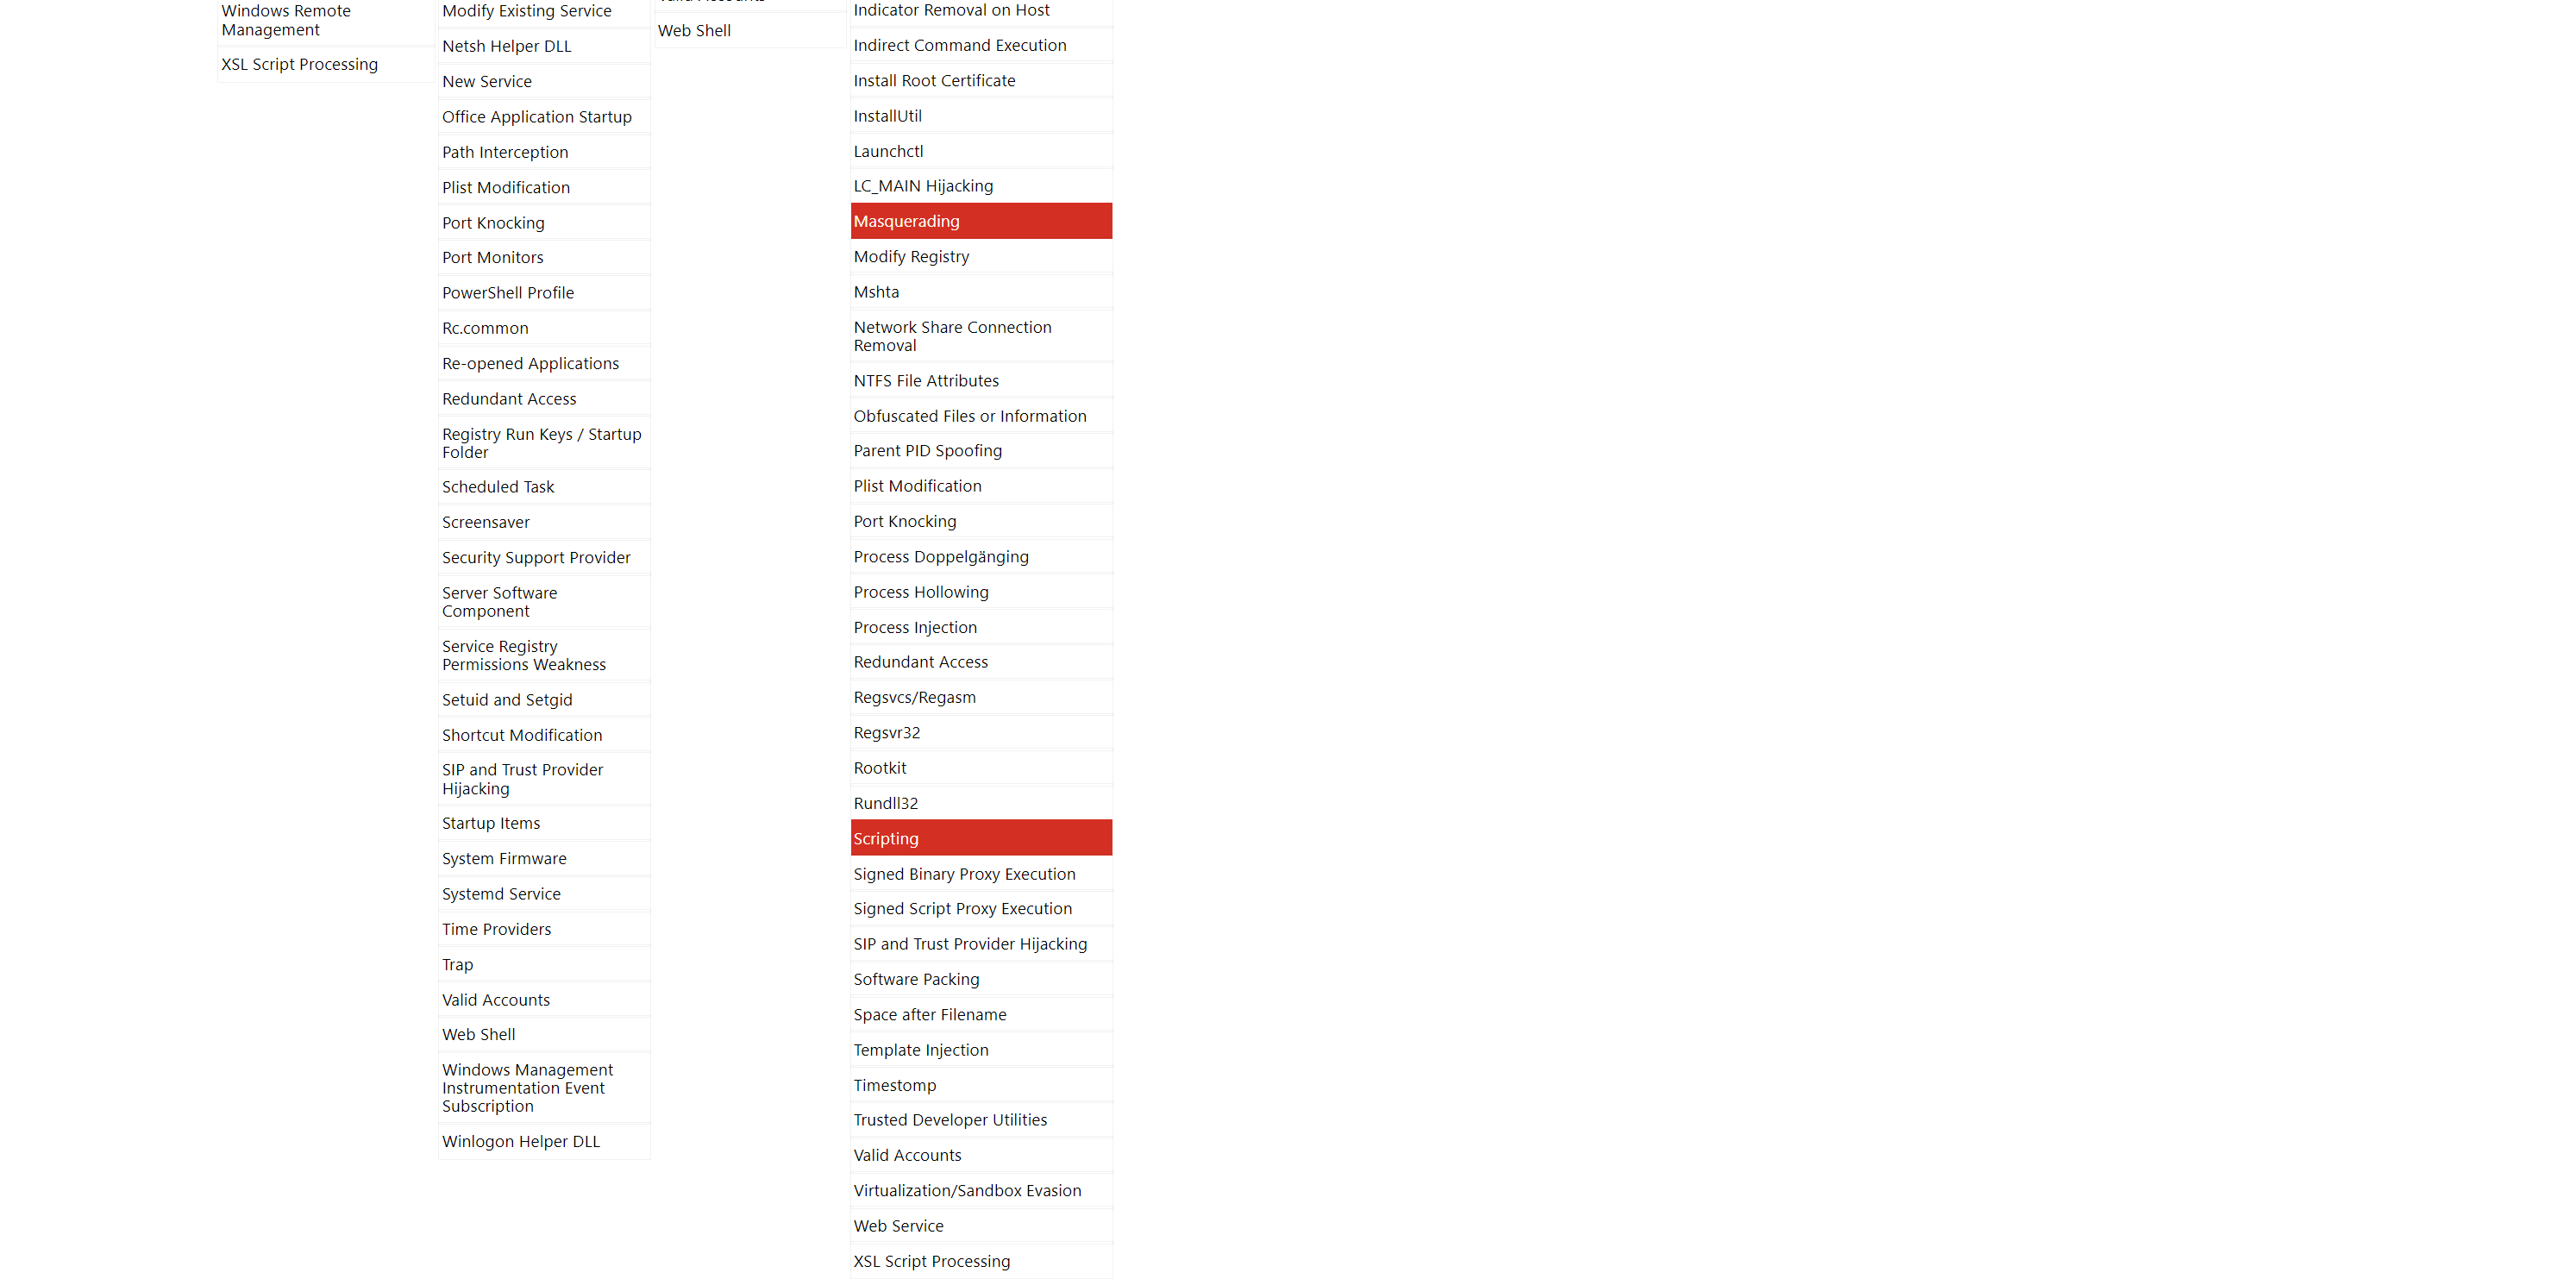 Windows Remote
Management
XSL Script Processing
Modify Existing Service
Netsh Helper DLL
New Service
Office Application Startup
Path Interception
Plist Modification
Port Knocking
Port Monitors
PowerShell Profile
Rc.common
Re-opened Applications
Redundant Access
Registry Run Keys / Startup
Folder
Scheduled Task
Screensaver
Security Support Provider
Server Software
Component
Service Registry
Permissions Weakness
Setuid and Setgid
Shortcut Modification
SIP and Trust Provider
Hijacking
Startup Items
System Firmware
Systemd Service
Time Providers
Trap
Valid Accounts
Web Shell
Windows Management
Instrumentation Event
Subscription
Winlogon Helper DLL
Web Shell
Indicator Removal on Host
Indirect Command Execution
Install Root Certificate
InstallUtil
Launchctl
LC_MAIN Hijacking
Masquerading
Modify Registry
Mshta
Network Share Connection
Removal
NTFS File Attributes
Obfuscated Files or Information
Parent PID Spoofing
Plist Modification
Port Knocking
Process Doppelgänging
Process Hollowing
Process Injection
Redundant Access
Regsvcs/Regasm
Regsvr32
Rootkit
Rundll32
Scripting
Signed Binary Proxy Execution
Signed Script Proxy Execution
SIP and Trust Provider Hijacking
Software Packing
Space after Filename
Template Injection
Timestomp
Trusted Developer Utilities
Valid Accounts
Virtualization/Sandbox Evasion
Web Service
XSL Script Processing